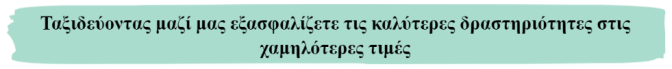 Ταξιδεύοντας μαζί μας εξασφαλίζετε τις καλύτερες δραστηριότητες στις
χαμηλότερες τιμές